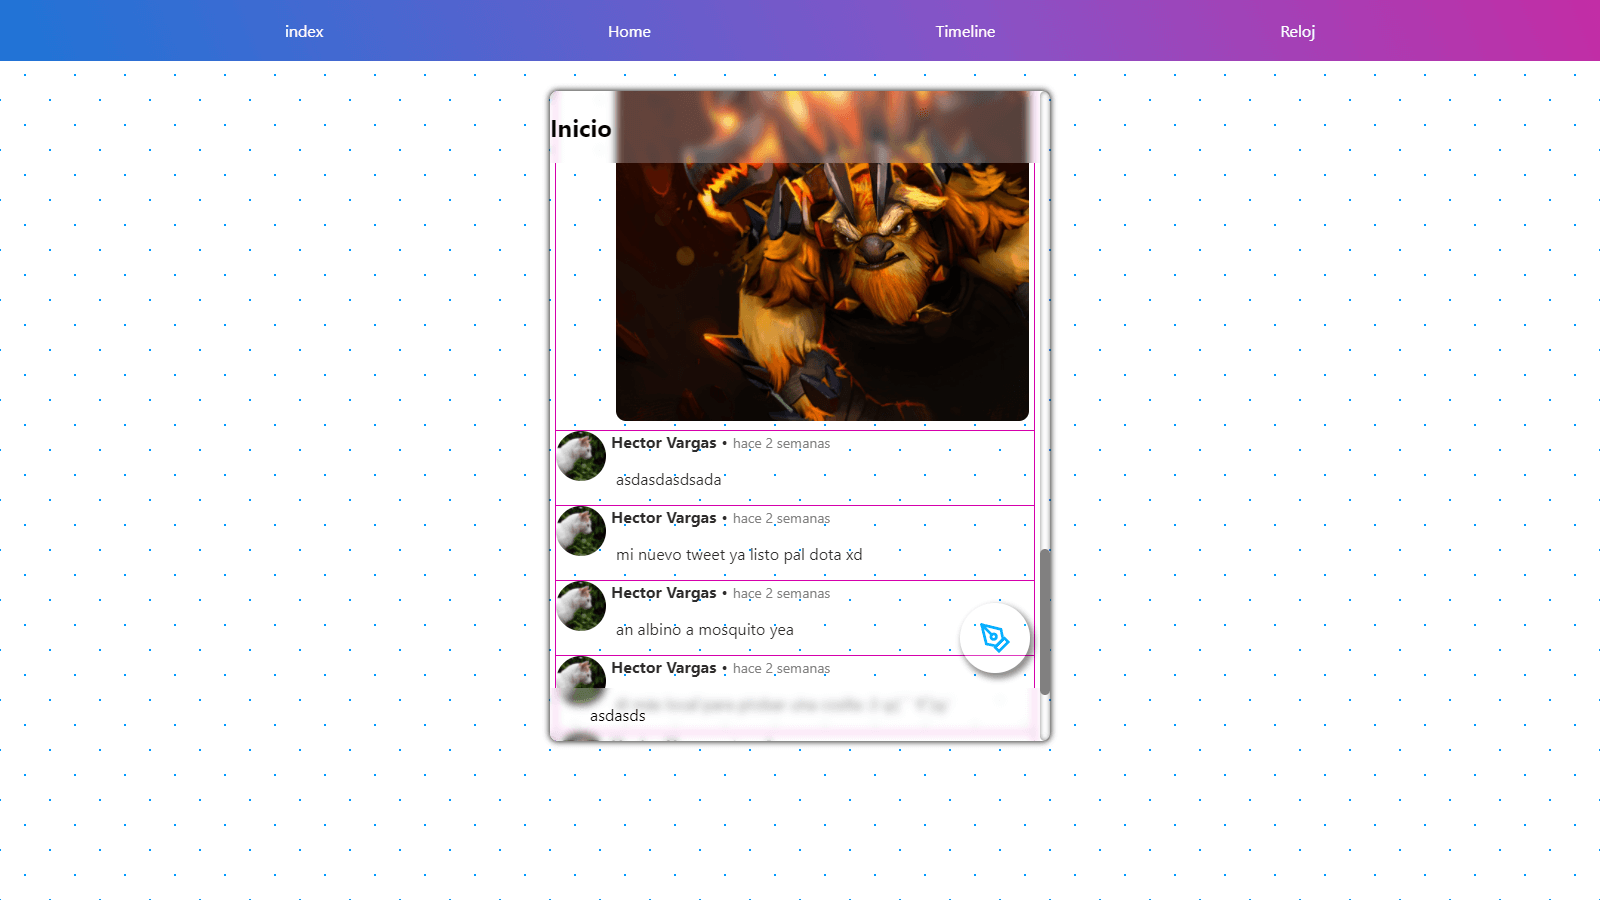 index
Home
Timeline
Reloj
Inicio
Hector Vargas • hace 2 semanas
asdasdasdsada
Hector Vargas • hace 2 semanas
mi nuevo tweet ya listo pal dota xd
Hector Vargas • hace 2 semanas
an albino a mosquito yea
Hector Vargas • hace 2 semanas
asdasds